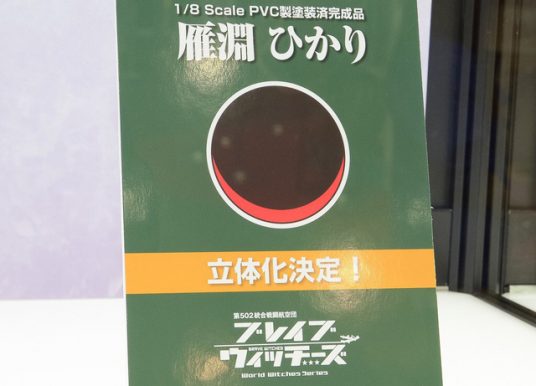 1/8 Scale PVC製塗装済完成品
雁淵 ひかり
立体化決定！
第502統合戦闘航空団
ブレイブ
BRAVE WITCHES
ウィッチーズ
World Witches Series